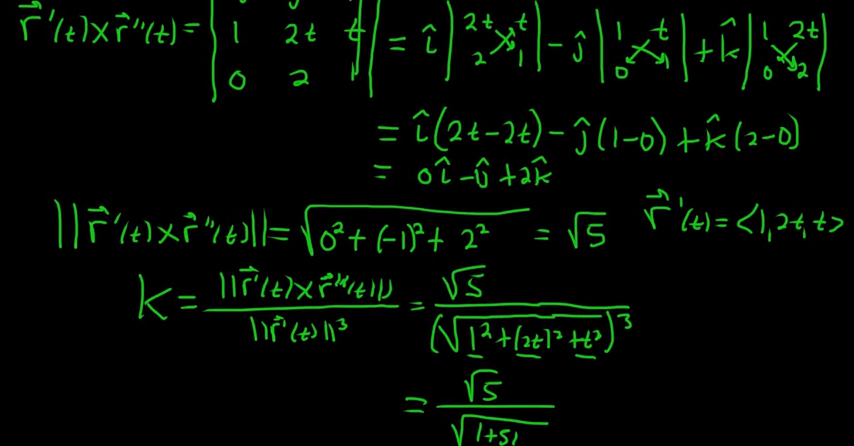 r⃗'(t)×r⃗''(t) = | 1 2t t ; 0 2 | = î |2t t ; 2 1| - ĵ |1 t ; 0 1| + k̂ |1 2t ; 0 2|
= î(2t-2t) - ĵ(1-0) + k̂(2-0)
= 0î - ĵ + 2k̂
||r⃗'(t)×r⃗''(t)|| = √(0²+(-1)²+2²) = √5 r⃗'(t) = <1, 2t, t>
K = ||r⃗'(t)×r⃗''(t)|| / ||r⃗'(t)||³ = √5 / (√(1²+(2t)²+t²))³
= √5 / √(1+5